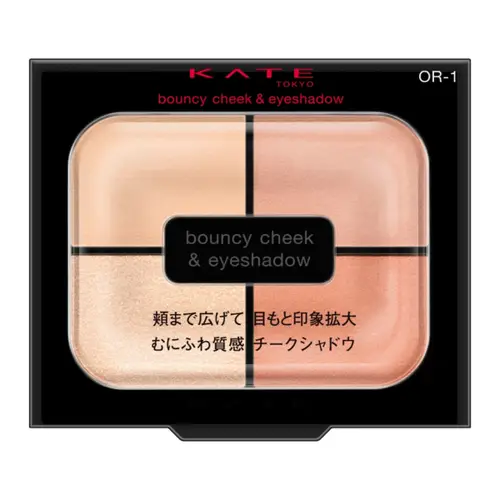 KATE
TOKYO
OR-1
bouncy cheek & eyeshadow
bouncy cheek
& eyeshadow
頬まで広げて 目もと印象拡大
むにふわ質感 チークシャドウ